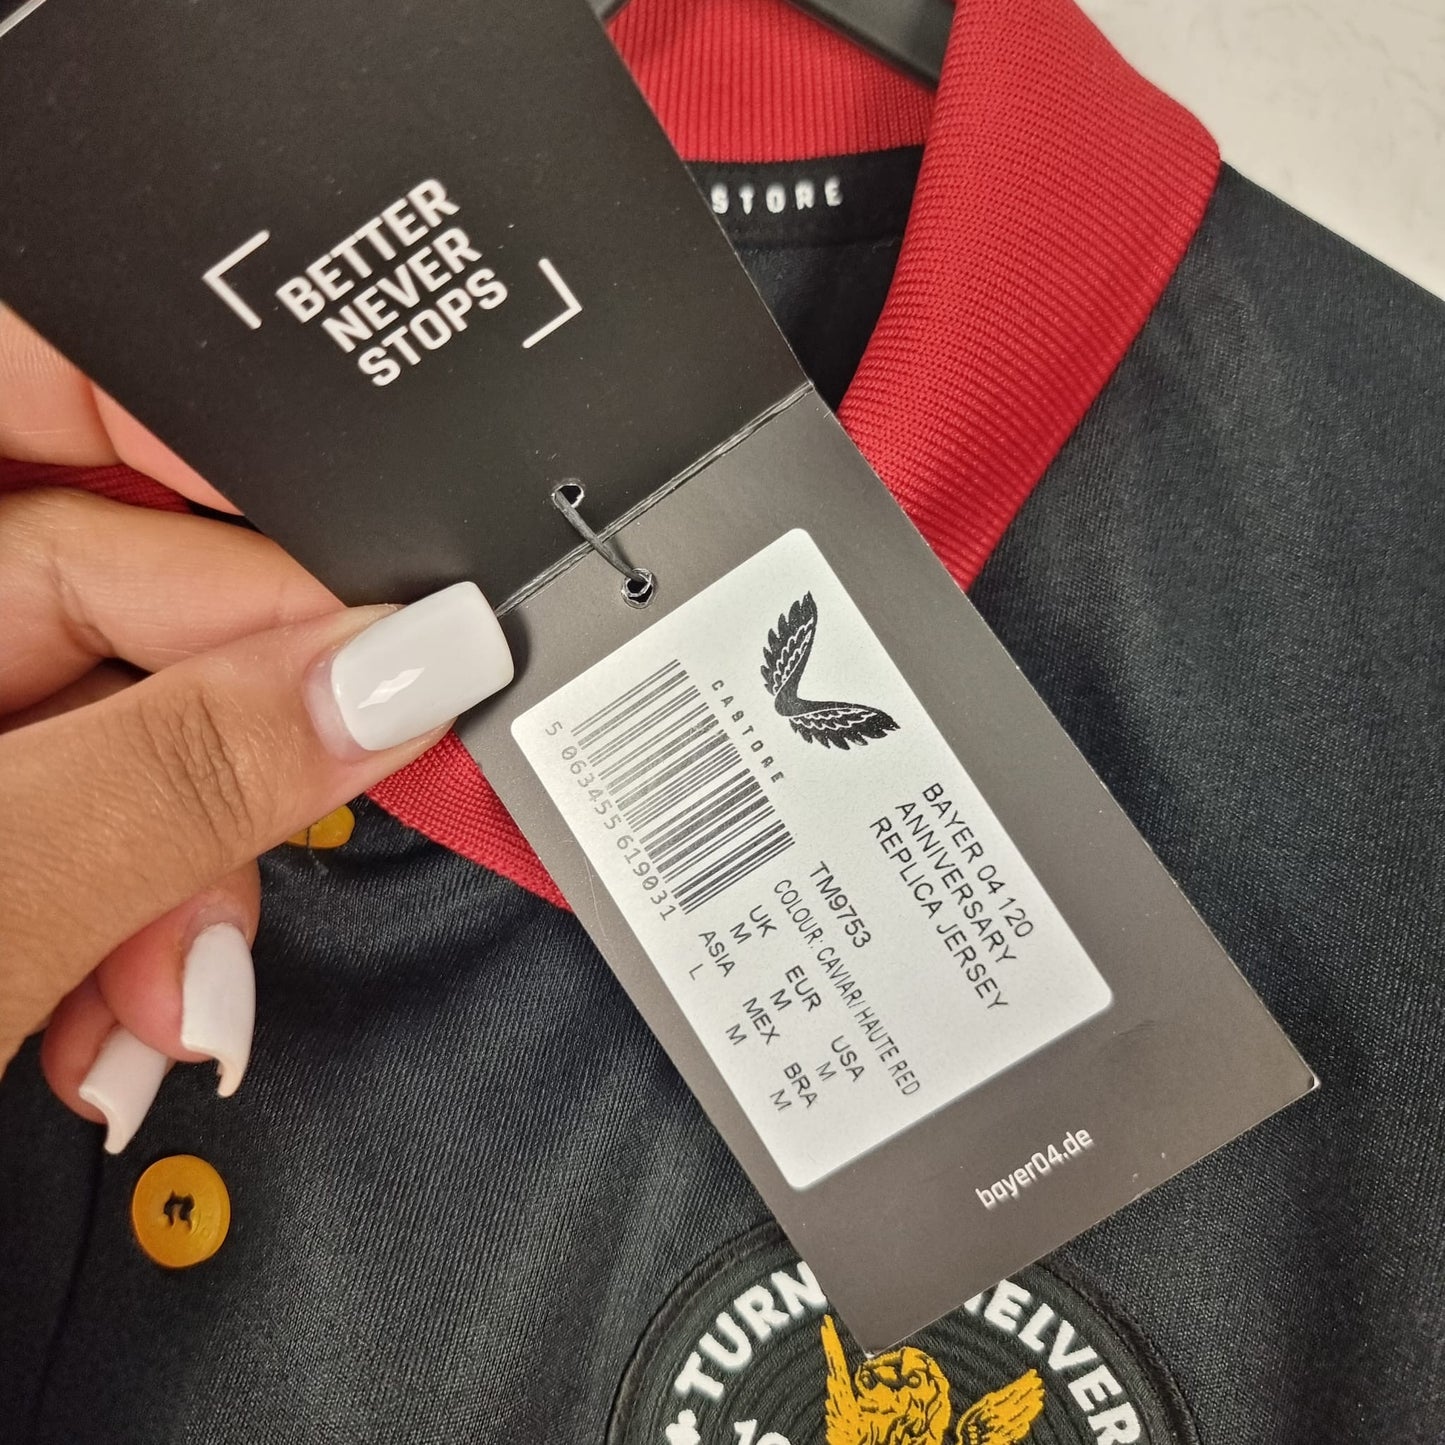 BETTER
NEVER
STOPS
STORE
CASTORE
5 063455 619031
BAYER 04 120
ANNIVERSARY
REPLICA JERSEY
TM9753
COLOUR: CAVIAR/HAUTE RED
UK EUR USA
M M M
ASIA MEX BRA
L M M
bayer04.de
TURN ELVER